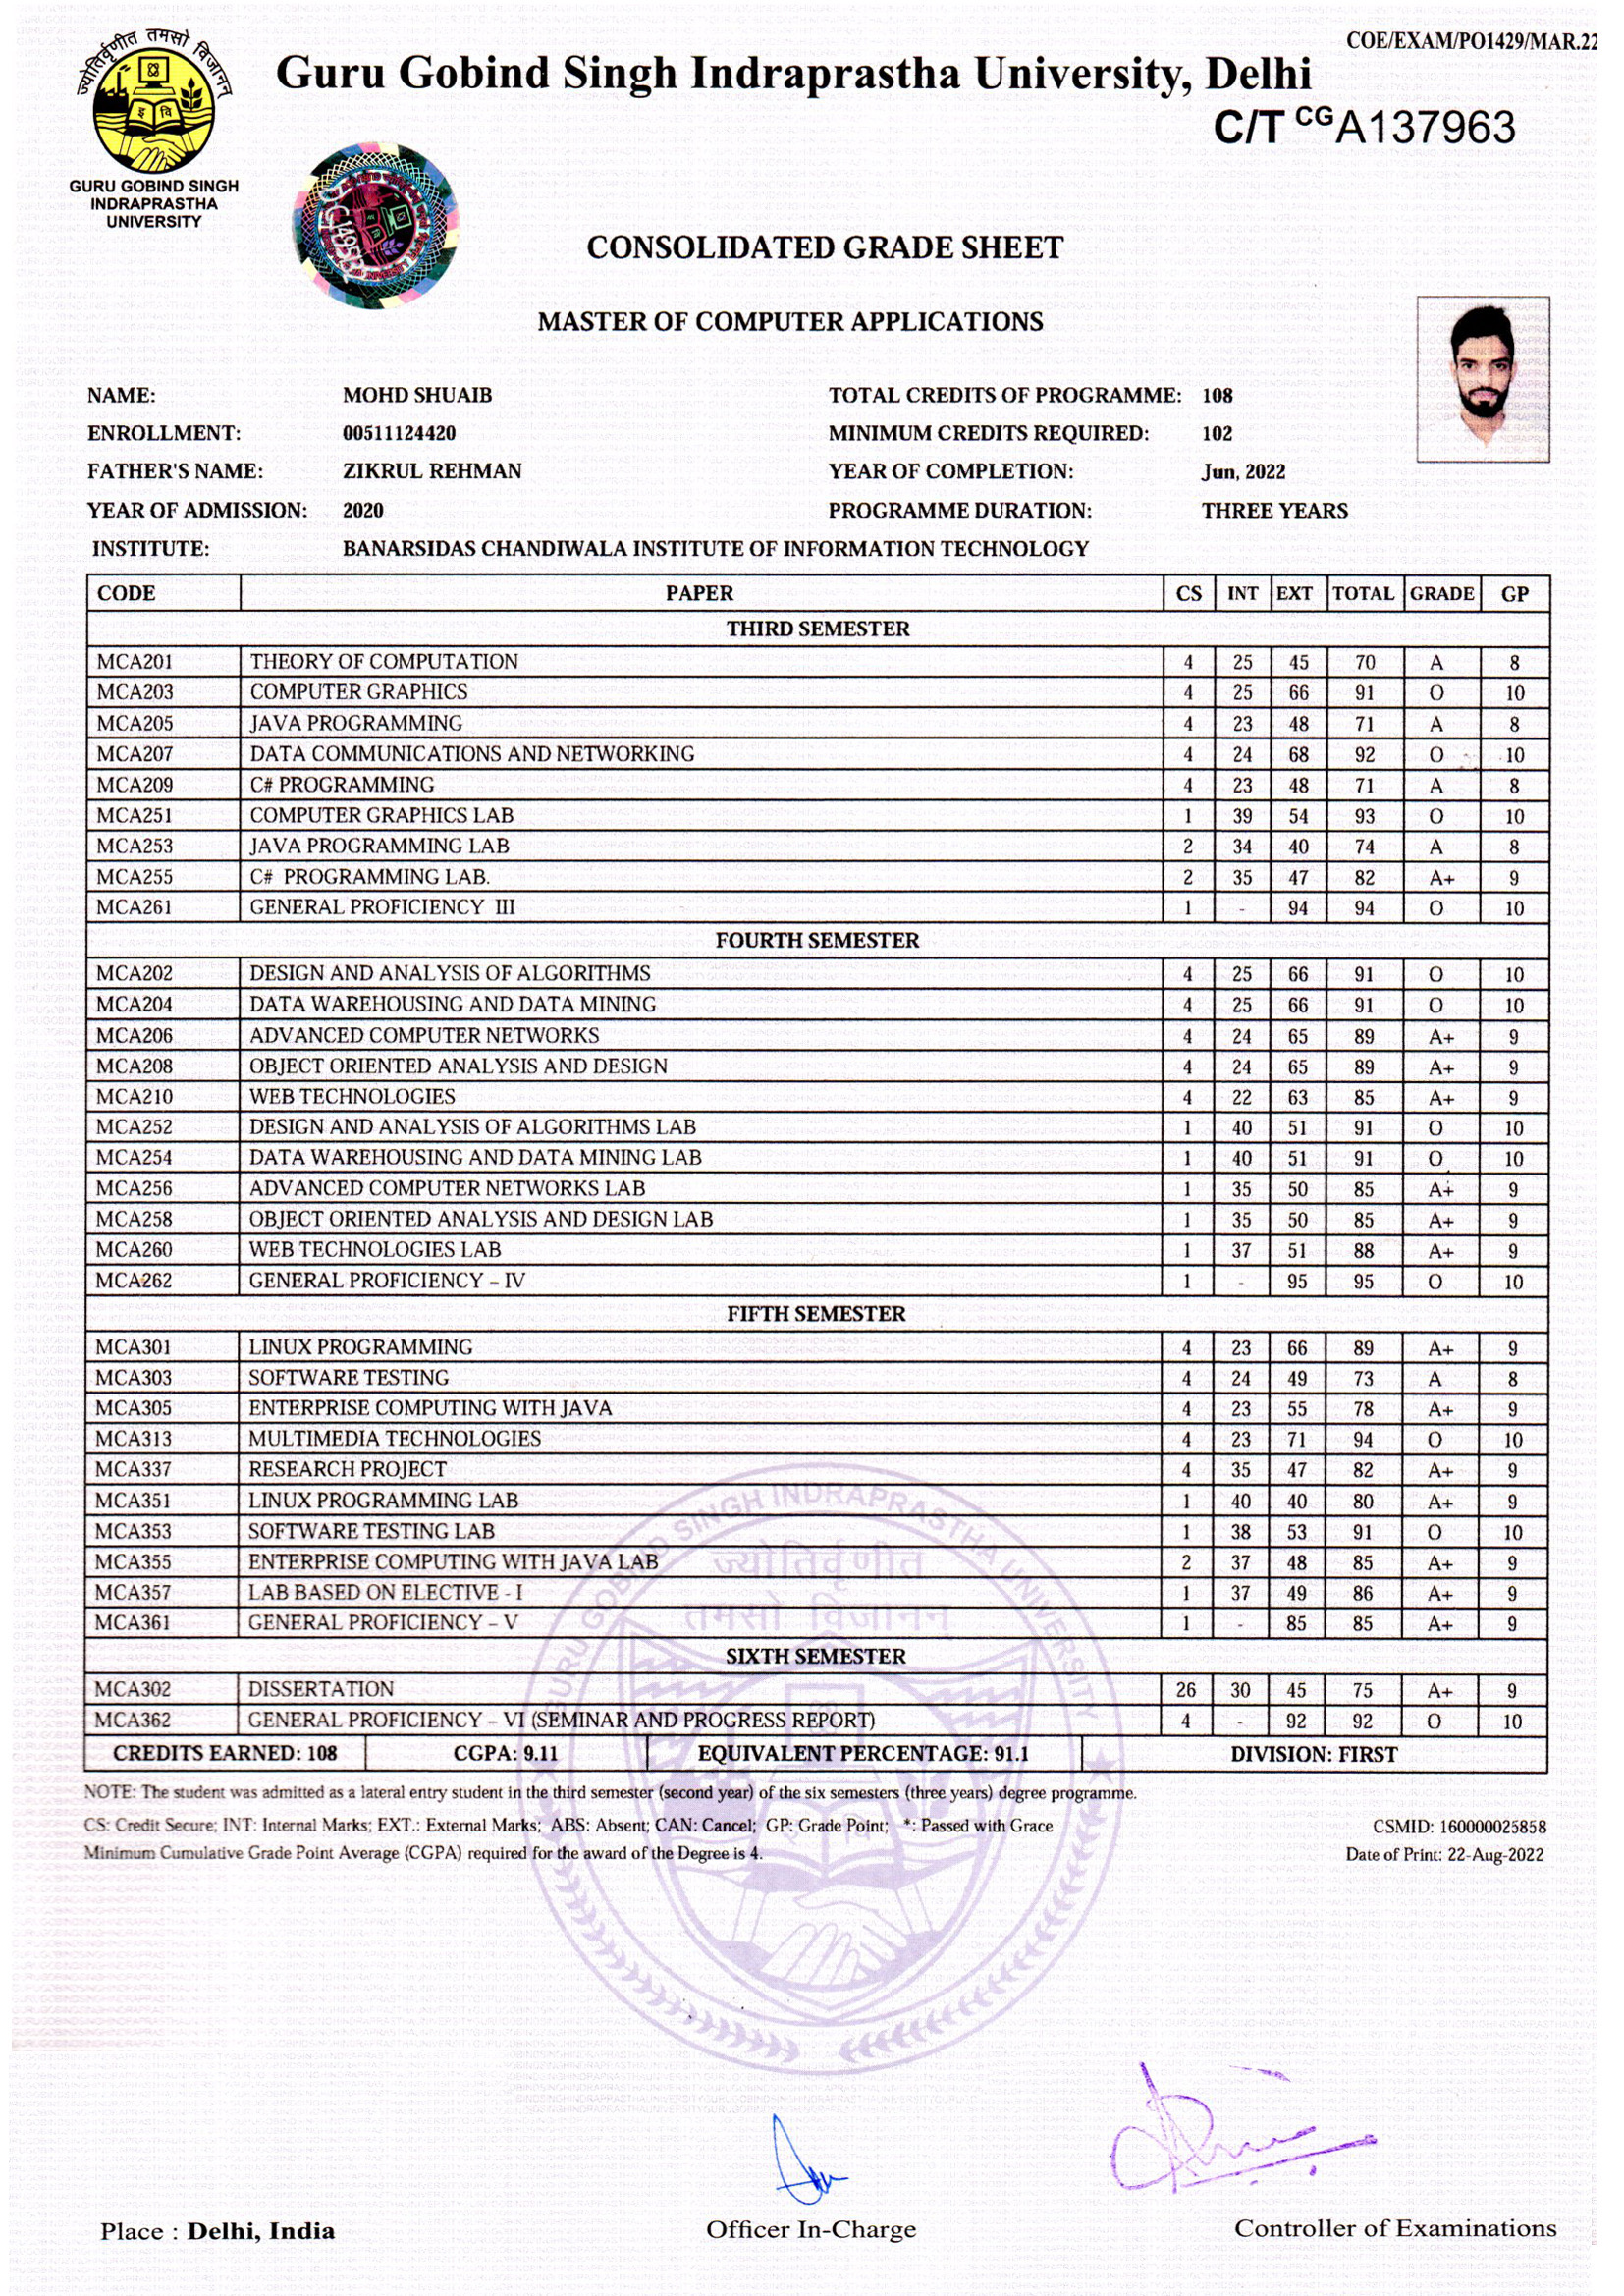 COE/EXAM/PO1429/MAR.22
ज्योतिर्वृणीत तमसो विजानन
Guru Gobind Singh Indraprastha University, Delhi
C/T CGA137963
इ वि
GURU GOBIND SINGH
INDRAPRASTHA
UNIVERSITY
CONSOLIDATED GRADE SHEET
MASTER OF COMPUTER APPLICATIONS
NAME: MOHD SHUAIB TOTAL CREDITS OF PROGRAMME: 108
ENROLLMENT: 00511124420 MINIMUM CREDITS REQUIRED: 102
FATHER'S NAME: ZIKRUL REHMAN YEAR OF COMPLETION: Jun, 2022
YEAR OF ADMISSION: 2020 PROGRAMME DURATION: THREE YEARS
INSTITUTE: BANARSIDAS CHANDIWALA INSTITUTE OF INFORMATION TECHNOLOGY
CODE PAPER CS INT EXT TOTAL GRADE GP
THIRD SEMESTER
MCA201 THEORY OF COMPUTATION 4 25 45 70 A 8
MCA203 COMPUTER GRAPHICS 4 25 66 91 O 10
MCA205 JAVA PROGRAMMING 4 23 48 71 A 8
MCA207 DATA COMMUNICATIONS AND NETWORKING 4 24 68 92 O 10
MCA209 C# PROGRAMMING 4 23 48 71 A 8
MCA251 COMPUTER GRAPHICS LAB 1 39 54 93 O 10
MCA253 JAVA PROGRAMMING LAB 2 34 40 74 A 8
MCA255 C# PROGRAMMING LAB. 2 35 47 82 A+ 9
MCA261 GENERAL PROFICIENCY III 1 - 94 94 O 10
FOURTH SEMESTER
MCA202 DESIGN AND ANALYSIS OF ALGORITHMS 4 25 66 91 O 10
MCA204 DATA WAREHOUSING AND DATA MINING 4 25 66 91 O 10
MCA206 ADVANCED COMPUTER NETWORKS 4 24 65 89 A+ 9
MCA208 OBJECT ORIENTED ANALYSIS AND DESIGN 4 24 65 89 A+ 9
MCA210 WEB TECHNOLOGIES 4 22 63 85 A+ 9
MCA252 DESIGN AND ANALYSIS OF ALGORITHMS LAB 1 40 51 91 O 10
MCA254 DATA WAREHOUSING AND DATA MINING LAB 1 40 51 91 O 10
MCA256 ADVANCED COMPUTER NETWORKS LAB 1 35 50 85 A+ 9
MCA258 OBJECT ORIENTED ANALYSIS AND DESIGN LAB 1 35 50 85 A+ 9
MCA260 WEB TECHNOLOGIES LAB 1 37 51 88 A+ 9
MCA262 GENERAL PROFICIENCY – IV 1 - 95 95 O 10
FIFTH SEMESTER
MCA301 LINUX PROGRAMMING 4 23 66 89 A+ 9
MCA303 SOFTWARE TESTING 4 24 49 73 A 8
MCA305 ENTERPRISE COMPUTING WITH JAVA 4 23 55 78 A+ 9
MCA313 MULTIMEDIA TECHNOLOGIES 4 23 71 94 O 10
MCA337 RESEARCH PROJECT 4 35 47 82 A+ 9
MCA351 LINUX PROGRAMMING LAB 1 40 40 80 A+ 9
MCA353 SOFTWARE TESTING LAB 1 38 53 91 O 10
MCA355 ENTERPRISE COMPUTING WITH JAVA LAB 2 37 48 85 A+ 9
MCA357 LAB BASED ON ELECTIVE - I 1 37 49 86 A+ 9
MCA361 GENERAL PROFICIENCY – V 1 - 85 85 A+ 9
SIXTH SEMESTER
MCA302 DISSERTATION 26 30 45 75 A+ 9
MCA362 GENERAL PROFICIENCY – VI (SEMINAR AND PROGRESS REPORT) 4 - 92 92 O 10
CREDITS EARNED: 108 CGPA: 9.11 EQUIVALENT PERCENTAGE: 91.1 DIVISION: FIRST
NOTE: The student was admitted as a lateral entry student in the third semester (second year) of the six semesters (three years) degree programme.
CS: Credit Secure; INT: Internal Marks; EXT.: External Marks; ABS: Absent; CAN: Cancel; GP: Grade Point; *: Passed with Grace CSMID: 160000025858
Minimum Cumulative Grade Point Average (CGPA) required for the award of the Degree is 4. Date of Print: 22-Aug-2022
GURU GOBIND SINGH INDRAPRASTHA UNIVERSITY
ज्योतिर्वृणीत
तमसो विजानन
इ वि
Place : Delhi, India Officer In-Charge Controller of Examinations